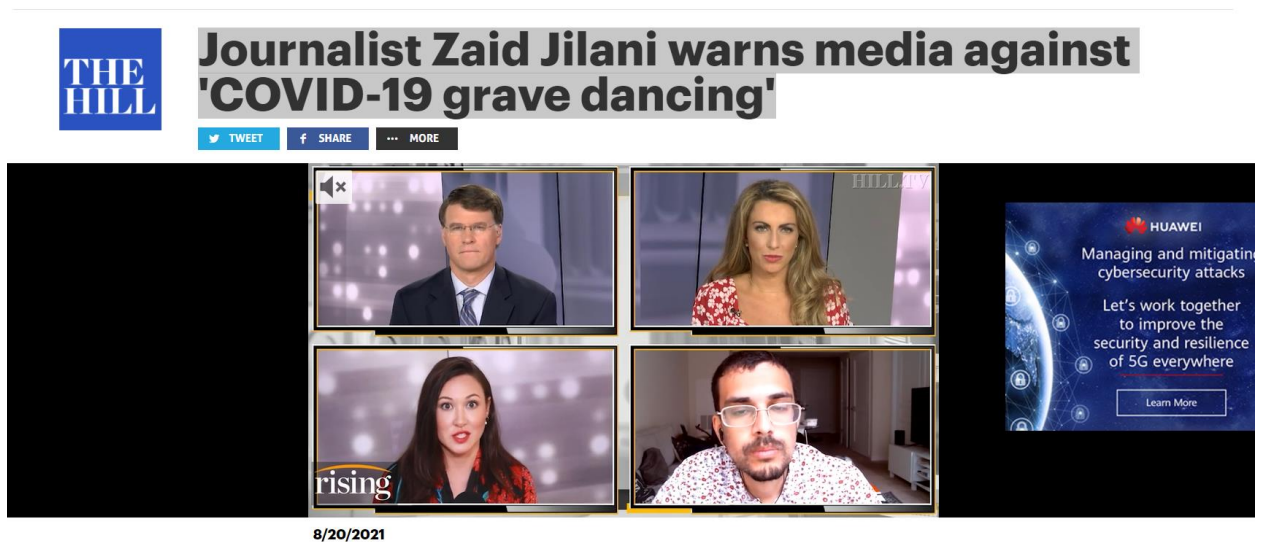 THE
HILL
Journalist Zaid Jilani warns media against
'COVID-19 grave dancing'
TWEET
SHARE
MORE
HILL.TV
rising
HUAWEI
Managing and mitigating
cybersecurity attacks
Let's work together
to improve the
security and resilience
of 5G everywhere
Learn More
8/20/2021